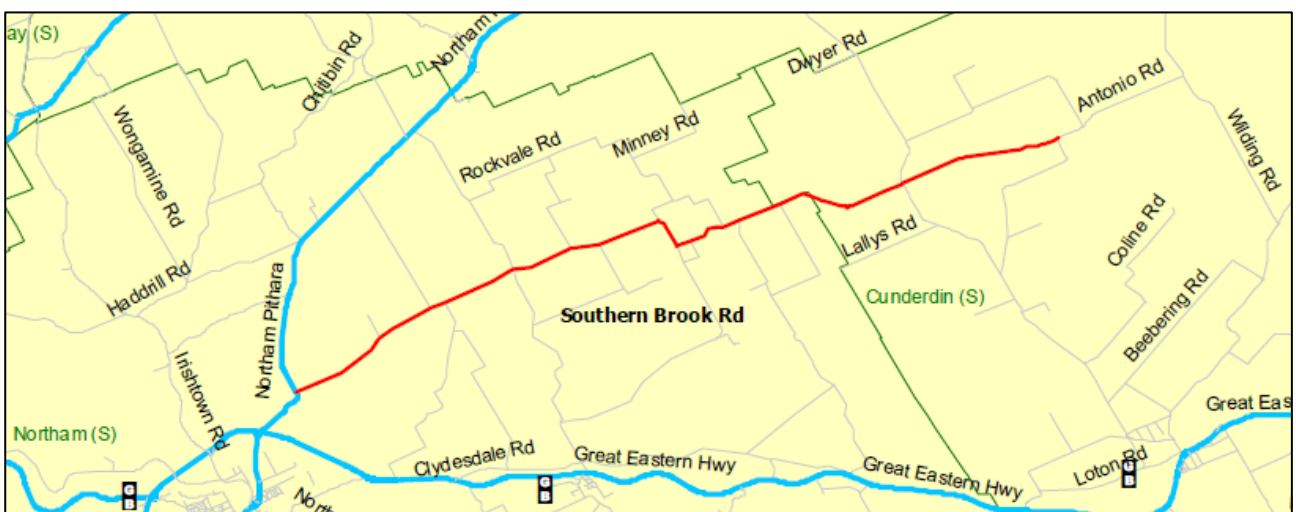 ay (S)
Northam
Chitibin Rd
Dwyer Rd
Antonio Rd
Wongamine Rd
Rockvale Rd
Minney Rd
Wilding Rd
Coline Rd
Lallys Rd
Haddrill Rd
Northam Pithara
Cunderdin (S)
Southern Brook Rd
Beebering Rd
Irishtown Rd
Great Eas
Northam (S)
Clydesdale Rd
Great Eastern Hwy
Great Eastern Hwy
Loton Rd
North